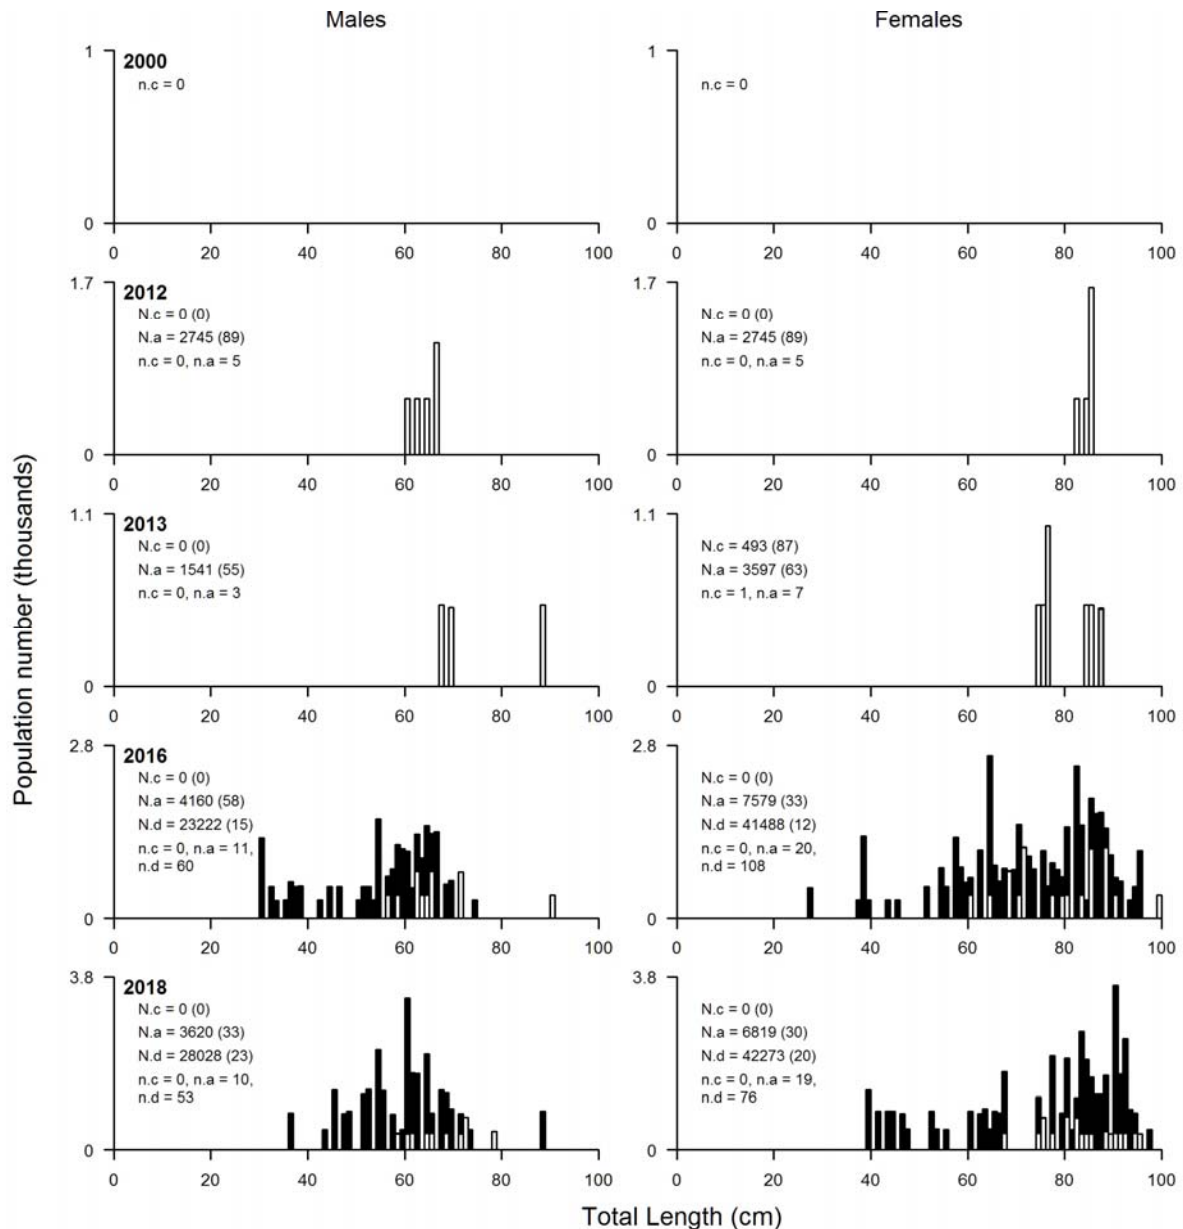 Males
Females
Population number (thousands)
1
2000
n.c = 0
0
0 20 40 60 80 100
1
n.c = 0
0
0 20 40 60 80 100
1.7
2012
N.c = 0 (0)
N.a = 2745 (89)
n.c = 0, n.a = 5
0
0 20 40 60 80 100
1.7
N.c = 0 (0)
N.a = 2745 (89)
n.c = 0, n.a = 5
0
0 20 40 60 80 100
1.1
2013
N.c = 0 (0)
N.a = 1541 (55)
n.c = 0, n.a = 3
0
0 20 40 60 80 100
1.1
N.c = 493 (87)
N.a = 3597 (63)
n.c = 1, n.a = 7
0
0 20 40 60 80 100
2.8
2016
N.c = 0 (0)
N.a = 4160 (58)
N.d = 23222 (15)
n.c = 0, n.a = 11,
n.d = 60
0
0 20 40 60 80 100
2.8
N.c = 0 (0)
N.a = 7579 (33)
N.d = 41488 (12)
n.c = 0, n.a = 20,
n.d = 108
0
0 20 40 60 80 100
3.8
2018
N.c = 0 (0)
N.a = 3620 (33)
N.d = 28028 (23)
n.c = 0, n.a = 10,
n.d = 53
0
0 20 40 60 80 100
3.8
N.c = 0 (0)
N.a = 6819 (30)
N.d = 42273 (20)
n.c = 0, n.a = 19,
n.d = 76
0
0 20 40 60 80 100
Total Length (cm)